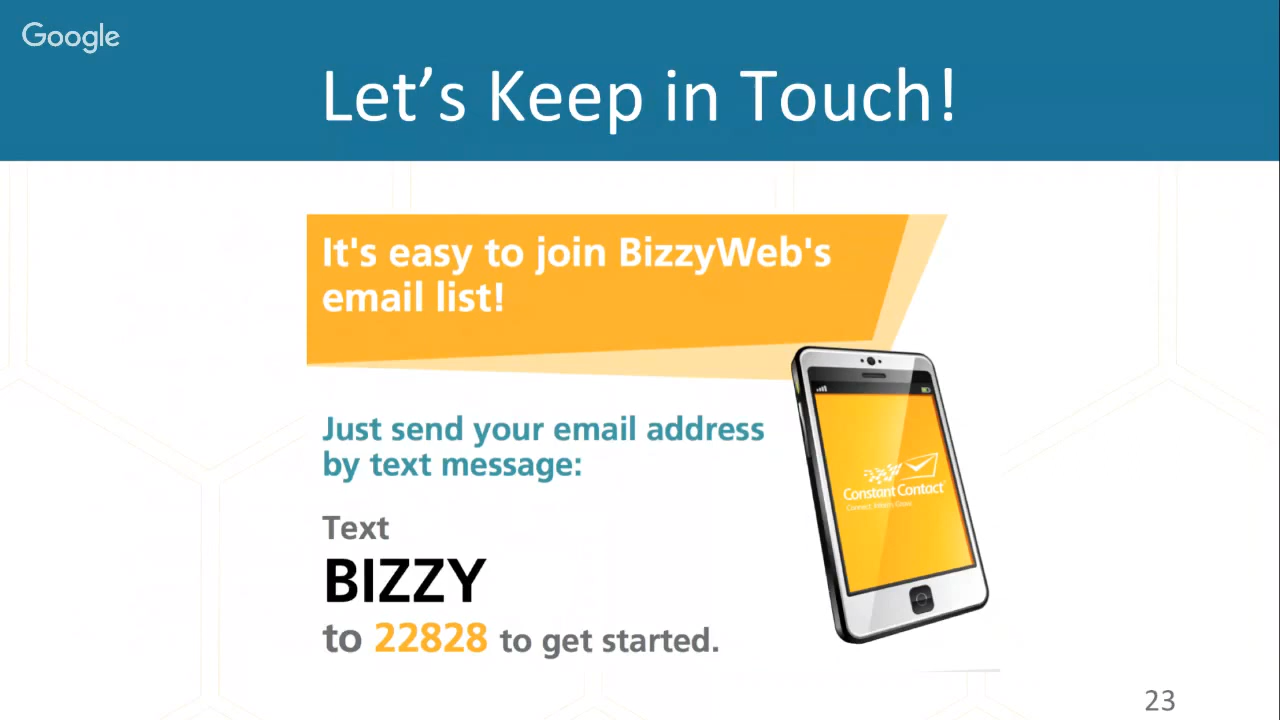 Google
Let's Keep in Touch!
It's easy to join BizzyWeb's
email list!
Just send your email address
by text message:
Text
BIZZY
to 22828 to get started.
Constant Contact
23